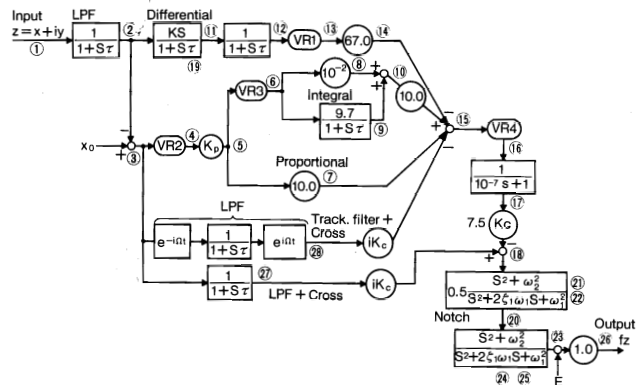 Input LPF Differential
z=x+iy 1 ② KS ⑪ 1 ⑫ VR1 ⑬ 67.0 ⑭
① 1+Sτ 1+Sτ 1+Sτ
⑲
10⁻² ⑧ + ⑩
VR3 ⑥ +
Integral 10.0
9.7
1+Sτ ⑨
− + − ⑮ VR4
x₀ + ③ VR2 ④ Kp ⑤ − ⑯
Proportional
10.0 ⑦
1
10⁻⁷s+1
⑰
LPF
Track. filter +
Cross
e⁻ⁱΩt 1 eⁱΩt iKc 7.5 KG
1+Sτ ㉘
− ⑱
+
1 ㉗ iKc
1+Sτ LPF + Cross
0.5 S²+ω₂² ㉑
S²+2ζ₁ω₁S+ω₁² ㉒
Notch ⑳
S²+ω₂² ㉓ 1.0 ㉖ Output
S²+2ζ₁ω₁S+ω₁² fz
㉔ ㉕